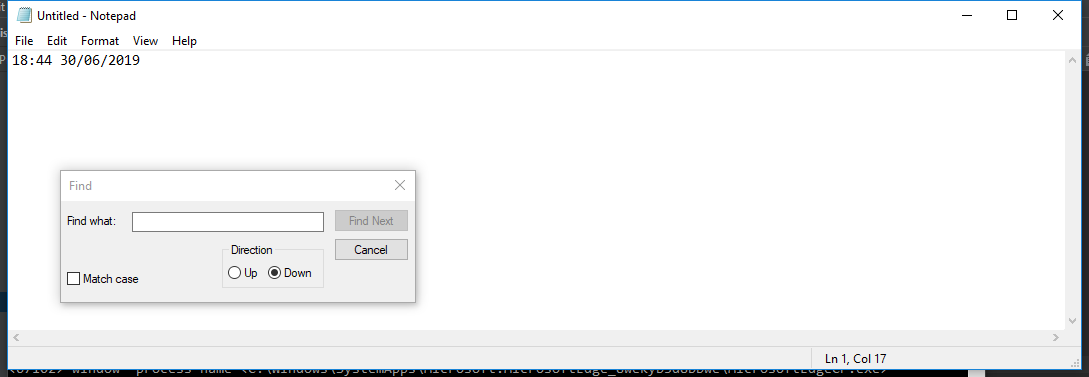 Untitled - Notepad
File Edit Format View Help
18:44 30/06/2019
Find
Find what:
Find Next
Cancel
Direction
Up Down
Match case
Ln 1, Col 17